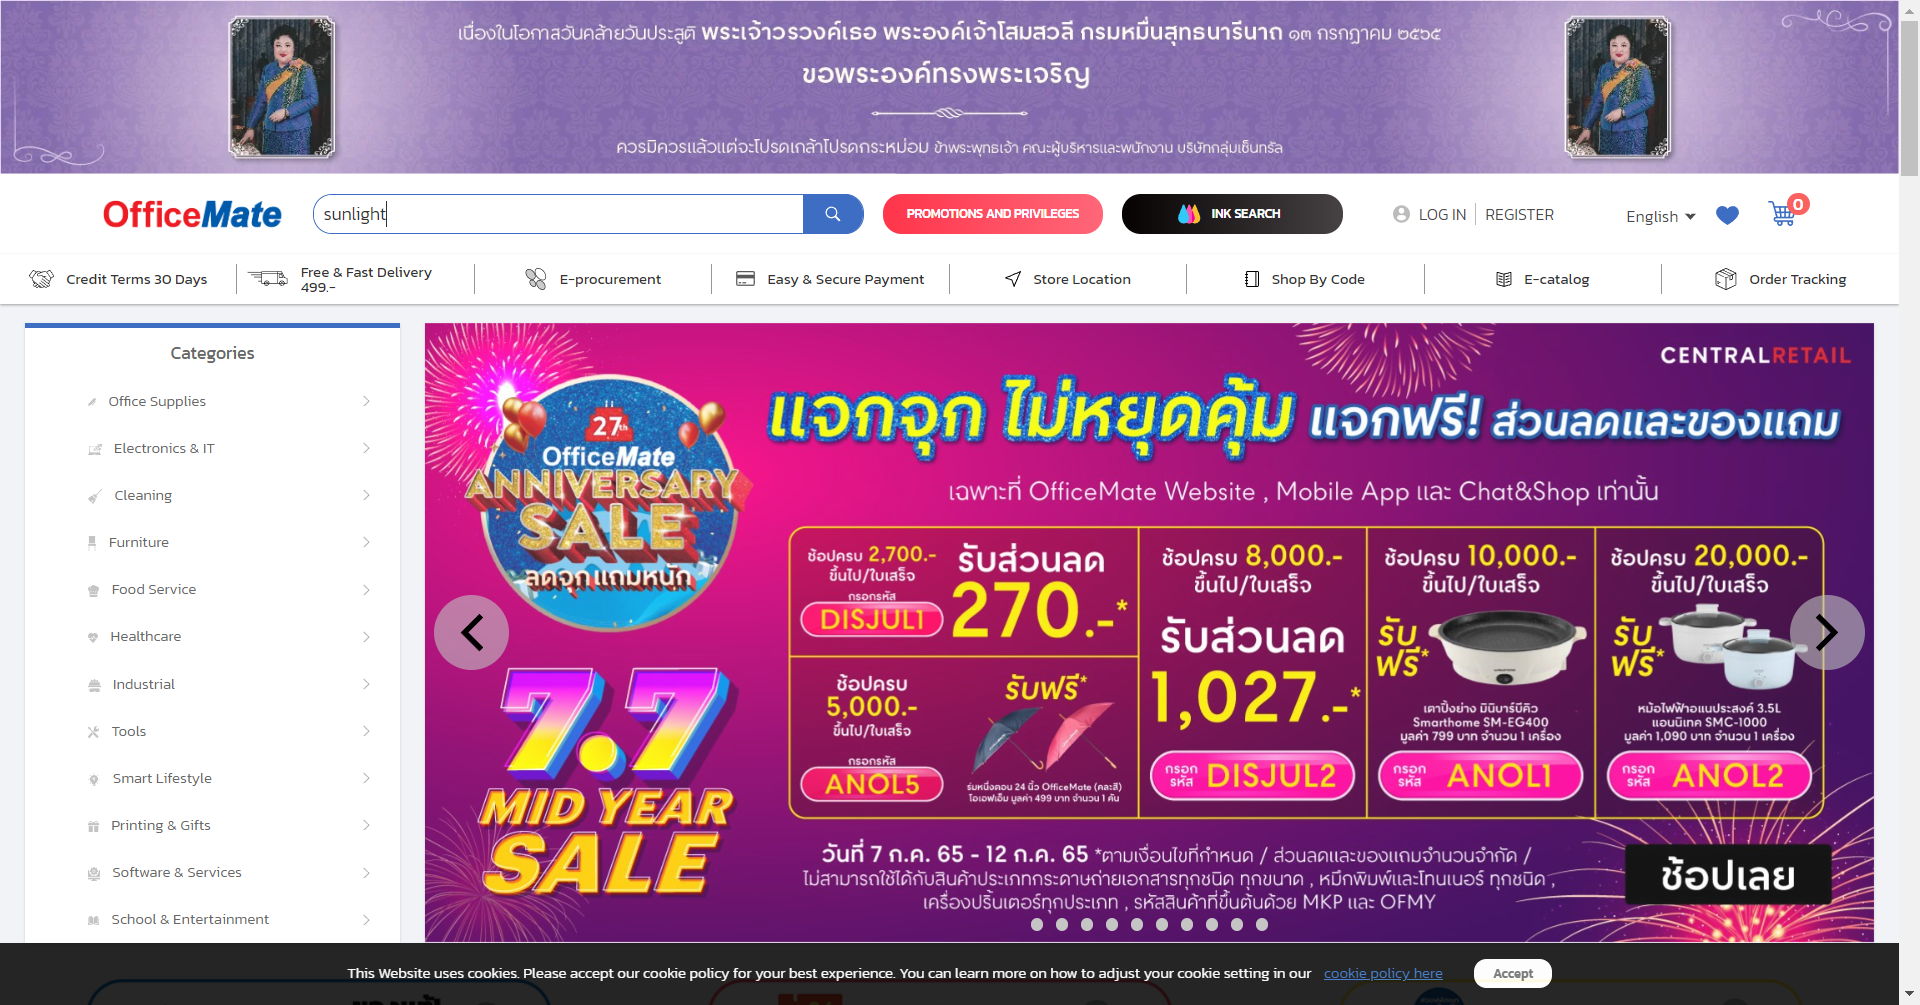 เนื่องในโอกาสวันคล้ายวันประสูติ พระเจ้าวรวงศ์เธอ พระองค์เจ้าโสมสวลี กรมหมื่นสุทธนารีนาถ ๑๓ กรกฎาคม ๒๕๖๕
ขอพระองค์ทรงพระเจริญ
ควรมิควรแล้วแต่จะโปรดเกล้าโปรดกระหม่อม ข้าพระพุทธเจ้า คณะผู้บริหารและพนักงาน บริษัทกลุ่มเซ็นทรัล
OfficeMate
sunlight
PROMOTIONS AND PRIVILEGES
INK SEARCH
LOG IN
REGISTER
English
0
Credit Terms 30 Days
Free & Fast Delivery
499.-
E-procurement
Easy & Secure Payment
Store Location
Shop By Code
E-catalog
Order Tracking
Categories
Office Supplies
Electronics & IT
Cleaning
Furniture
Food Service
Healthcare
Industrial
Tools
Smart Lifestyle
Printing & Gifts
Software & Services
School & Entertainment
CENTRALRETAIL
27th
OfficeMate
ANNIVERSARY
SALE
ลดจุกแถมหนัก
7.7
MID YEAR
SALE
แจกจุก ไม่หยุดคุ้ม แจกฟรี! ส่วนลดและของแถม
เฉพาะที่ OfficeMate Website , Mobile App และ Chat&Shop เท่านั้น
ช้อปครบ 2,700.-
ขึ้นไป/ใบเสร็จ
กรอกรหัส
DISJUL1
รับส่วนลด
270.-*
ช้อปครบ
5,000.-
ขึ้นไป/ใบเสร็จ
กรอกรหัส
ANOL5
รับฟรี*
ร่มหนึ่งตอน 24 นิ้ว OfficeMate (คละสี)
โอเอฟเอ็ม มูลค่า 499 บาท จำนวน 1 คัน
ช้อปครบ 8,000.-
ขึ้นไป/ใบเสร็จ
รับส่วนลด
1,027.-*
กรอก
รหัส
DISJUL2
ช้อปครบ 10,000.-
ขึ้นไป/ใบเสร็จ
รับ
ฟรี*
เตาปิ้งย่าง มินิบาร์บีคิว
Smarthome SM-EG400
มูลค่า 799 บาท จำนวน 1 เครื่อง
กรอก
รหัส
ANOL1
ช้อปครบ 20,000.-
ขึ้นไป/ใบเสร็จ
รับ
ฟรี*
หม้อไฟฟ้าอเนประสงค์ 3.5L
แอนนิเทค SMC-1000
มูลค่า 1,090 บาท จำนวน 1 เครื่อง
กรอก
รหัส
ANOL2
วันที่ 7 ก.ค. 65 - 12 ก.ค. 65 *ตามเงื่อนไขที่กำหนด / ส่วนลดและของแถมจำนวนจำกัด /
ไม่สามารถใช้ได้กับสินค้าประเภทกระดาษถ่ายเอกสารทุกชนิด ทุกขนาด , หมึกพิมพ์และโทนเนอร์ ทุกชนิด ,
เครื่องปริ้นเตอร์ทุกประเภท , รหัสสินค้าที่ขึ้นต้นด้วย MKP และ OFMY
ช้อปเลย
This Website uses cookies. Please accept our cookie policy for your best experience. You can learn more on how to adjust your cookie setting in our cookie policy here
Accept